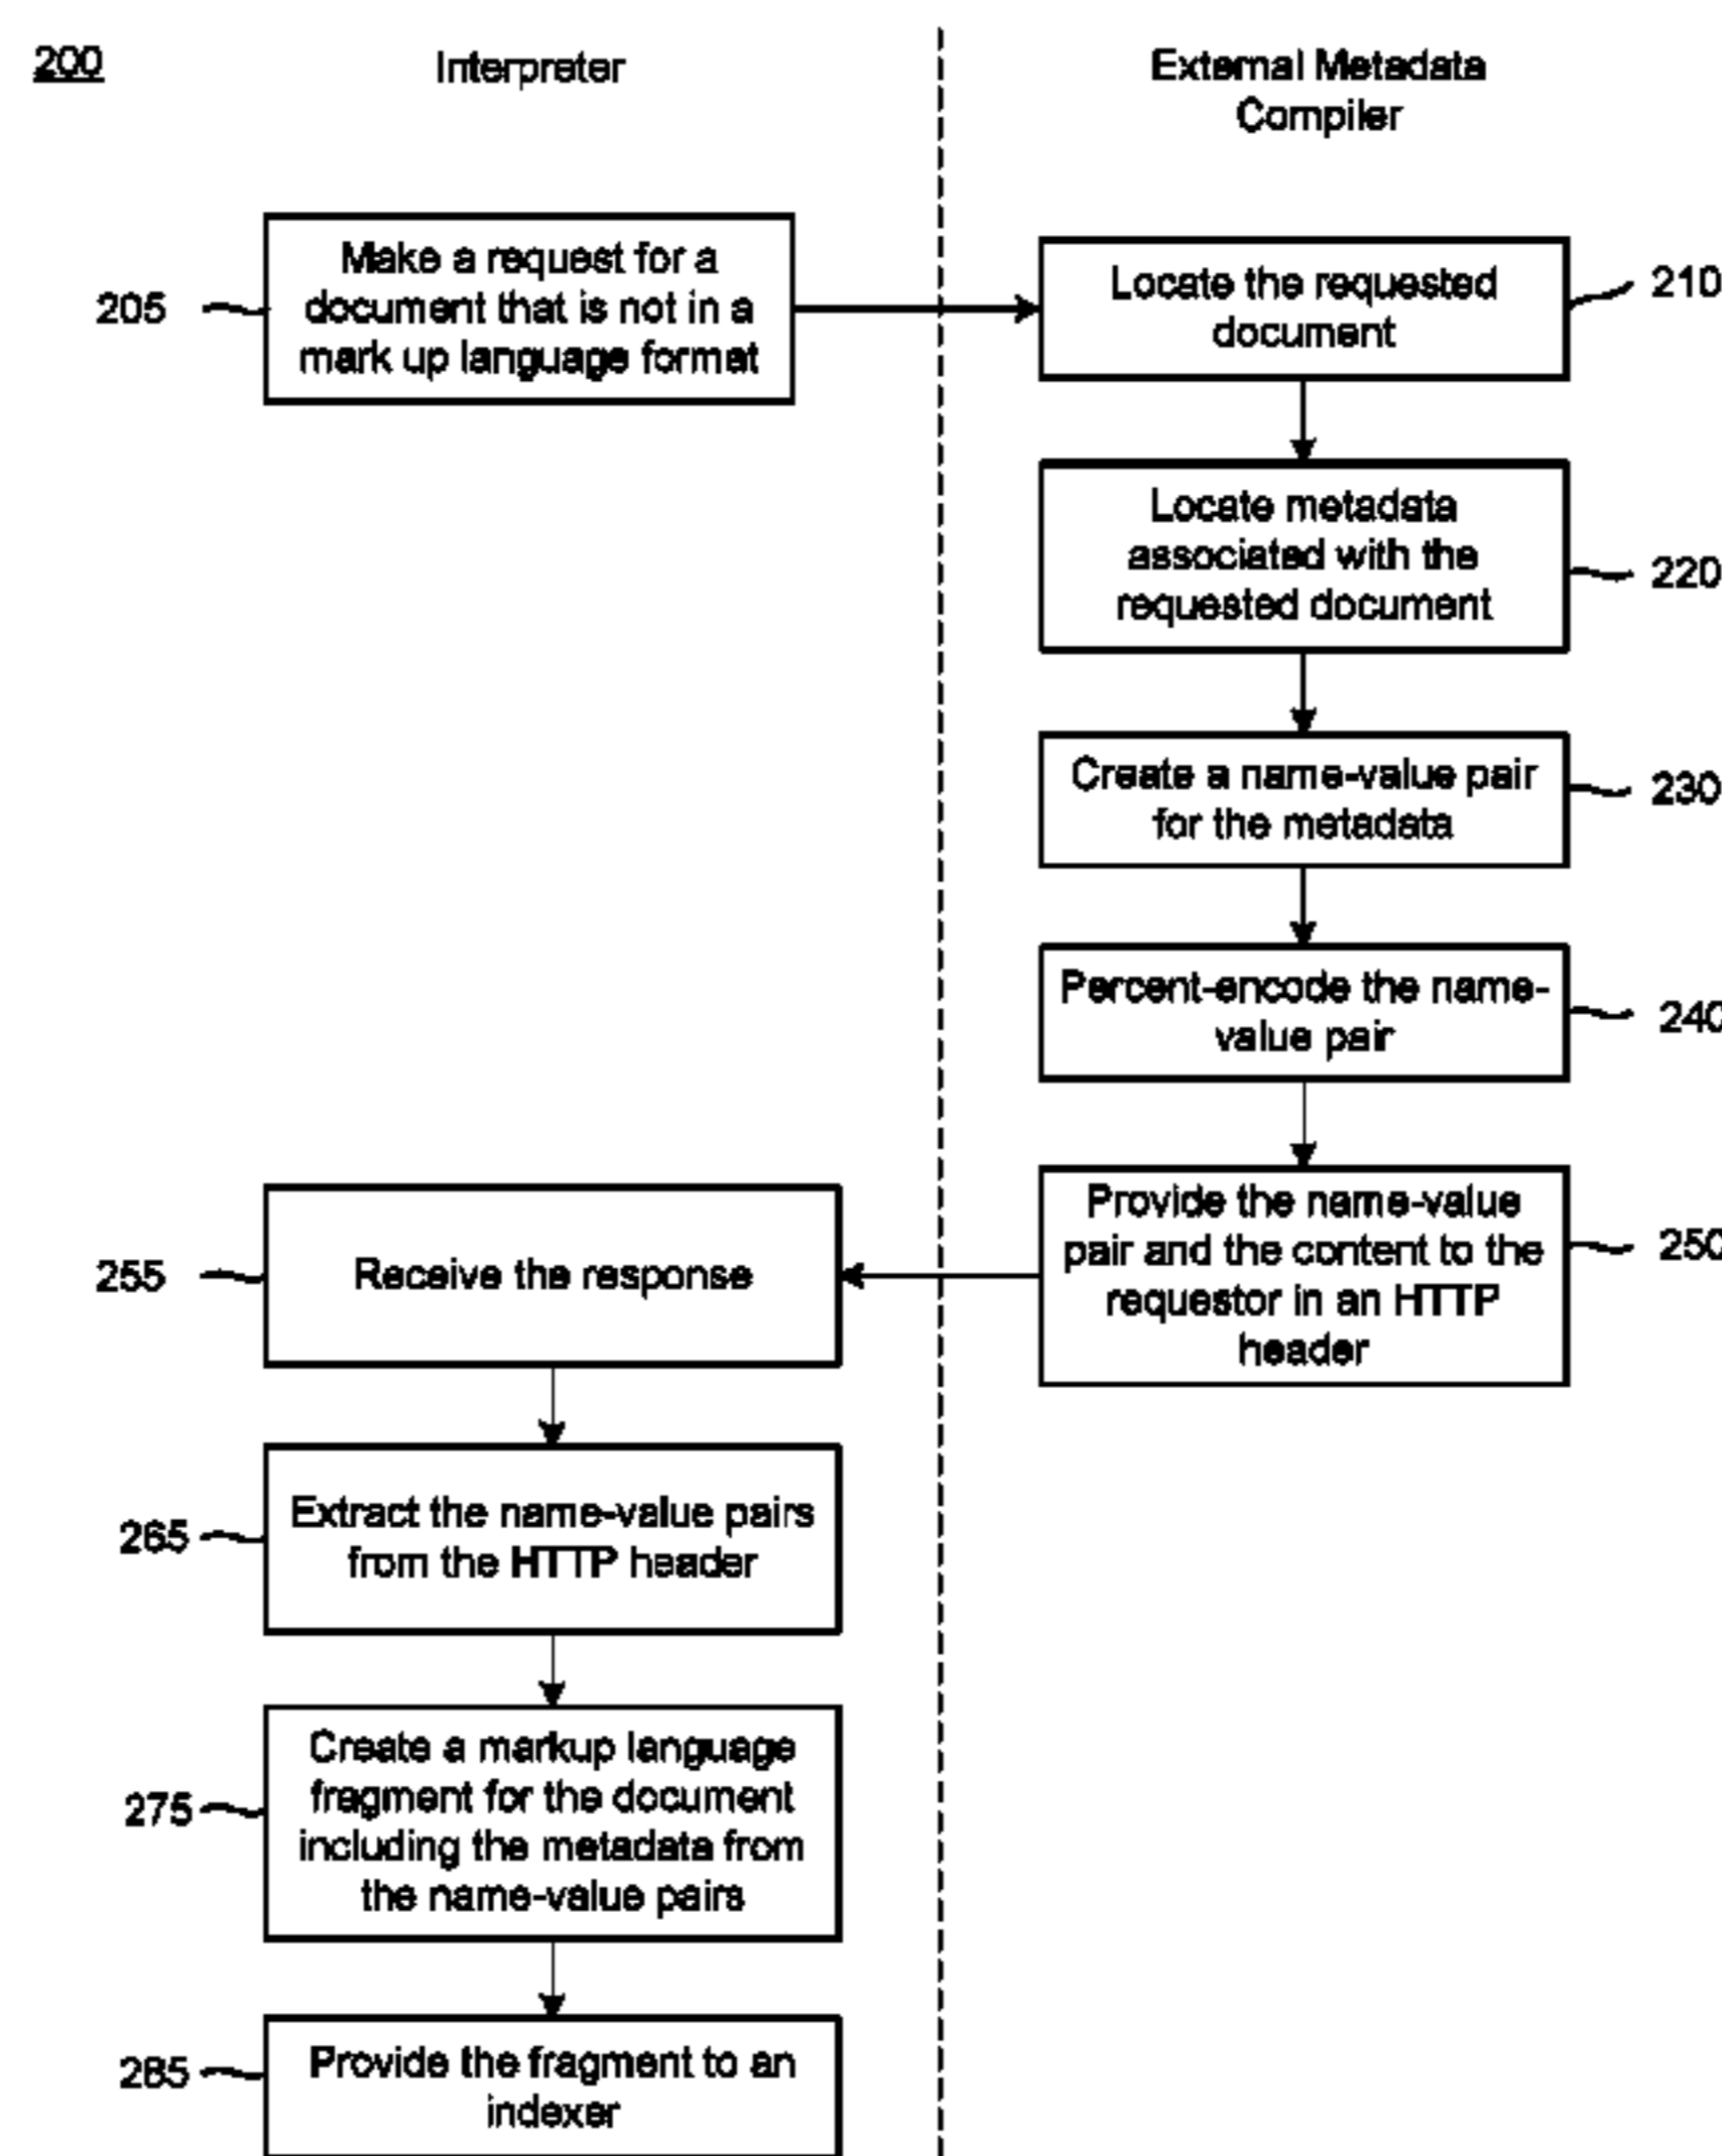 200
Interpreter
External Metadata
Compiler
Make a request for a
document that is not in a
mark up language format
205
Locate the requested
document
210
Locate metadata
associated with the
requested document
220
Create a name-value pair
for the metadata
230
Percent-encode the name-
value pair
240
Provide the name-value
pair and the content to the
requestor in an HTTP
header
250
255
Receive the response
265
Extract the name-value pairs
from the HTTP header
275
Create a markup language
fragment for the document
including the metadata from
the name-value pairs
285
Provide the fragment to an
indexer